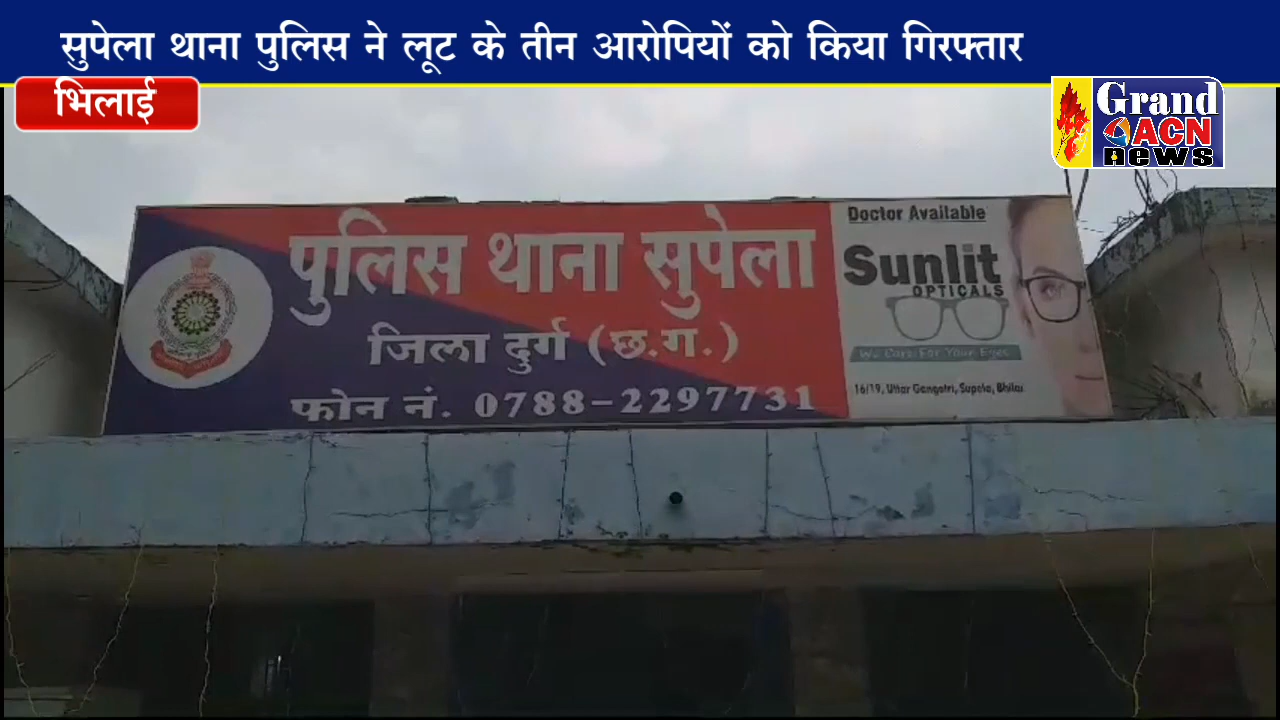 सुपेला थाना पुलिस ने लूट के तीन आरोपियों को किया गिरफ्तार
भिलाई
Grand
ACN
news
पुलिस थाना सुपेला
जिला दुर्ग (छ.ग.)
फोन नं. 0788-2297731
Doctor Available
Sunlit
OPTICALS
We Care For Your Eyes
16/19, Uttar Gangotri, Supela, Bhilai